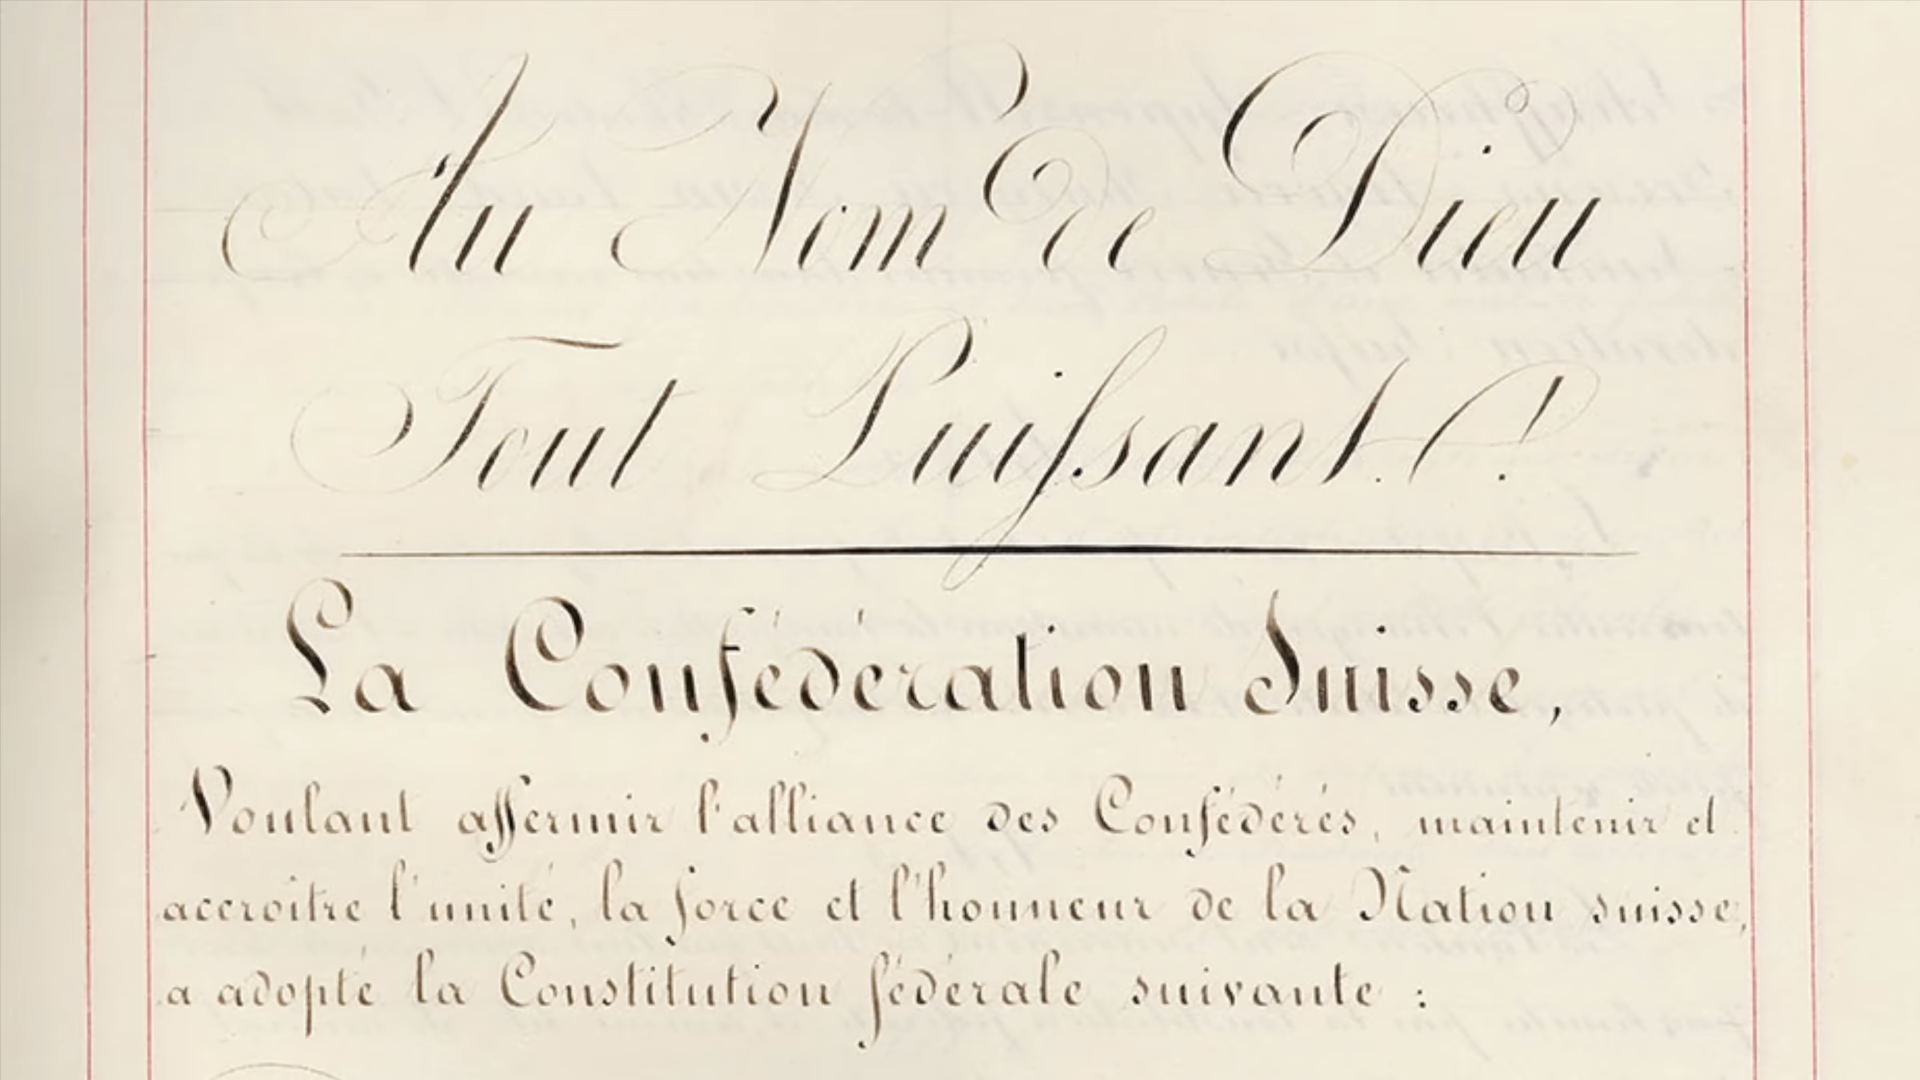 Au Nom de Dieu
Tout Puissant. !
La Confédération Suisse,
Voulant affermir l'alliance des Confédérés, maintenir et
accroître l'unité, la force et l'honneur de la Nation suisse,
a adopté la Constitution fédérale suivante :